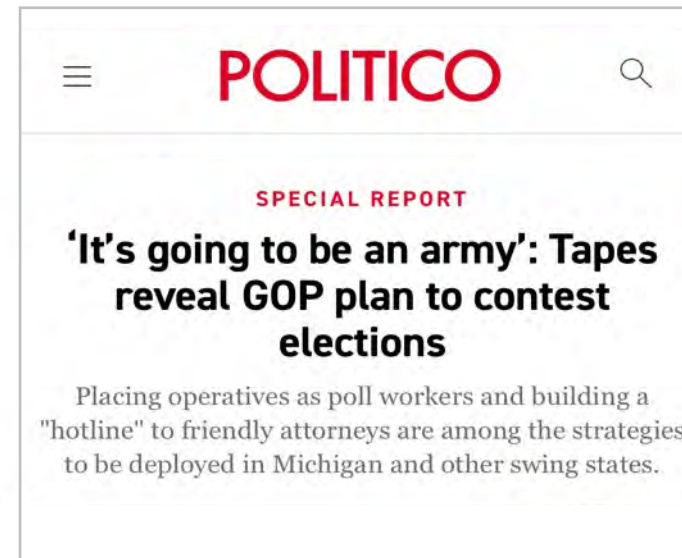 POLITICO
SPECIAL REPORT
‘It’s going to be an army’: Tapes
reveal GOP plan to contest
elections
Placing operatives as poll workers and building a
"hotline" to friendly attorneys are among the strategies
to be deployed in Michigan and other swing states.